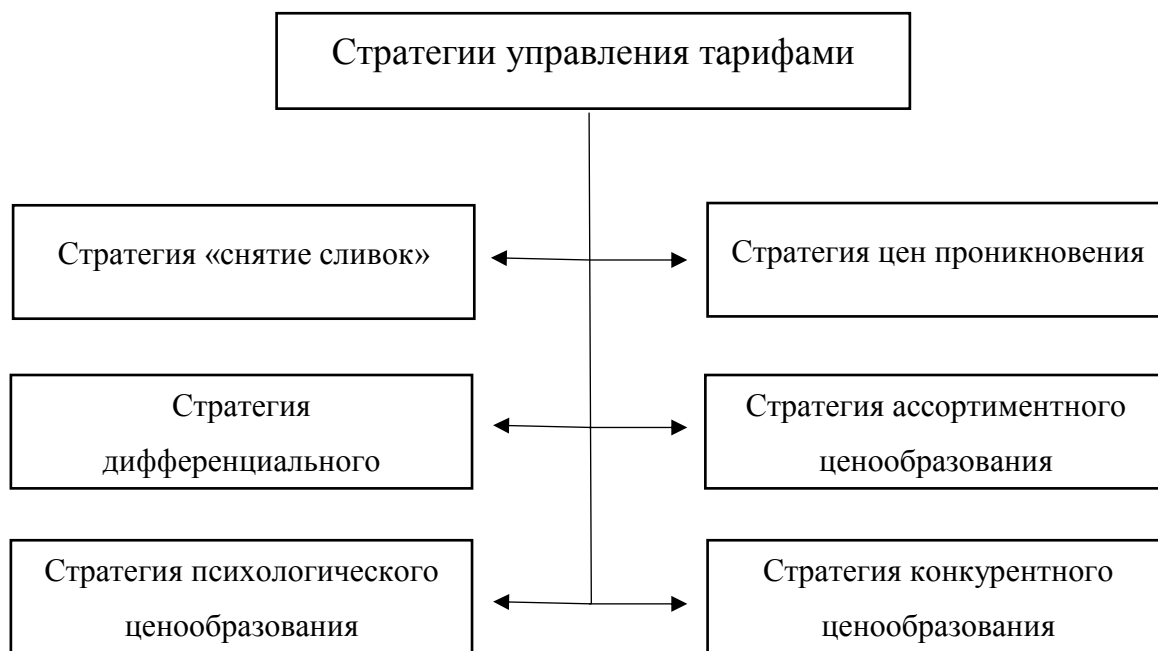 Стратегии управления тарифами
Стратегия «снятие сливок»
Стратегия цен проникновения
Стратегия
дифференциального
Стратегия ассортиментного
ценообразования
Стратегия психологического
ценообразования
Стратегия конкурентного
ценообразования